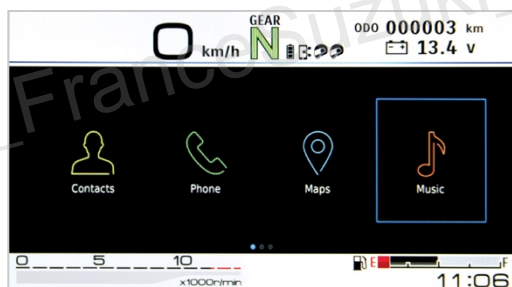 GEAR
0 km/h N
ODO 000003 km
13.4 V
Contacts Phone Maps Music
0 5 10
x1000r/min
E F
11:06
_FranceSuzuki_